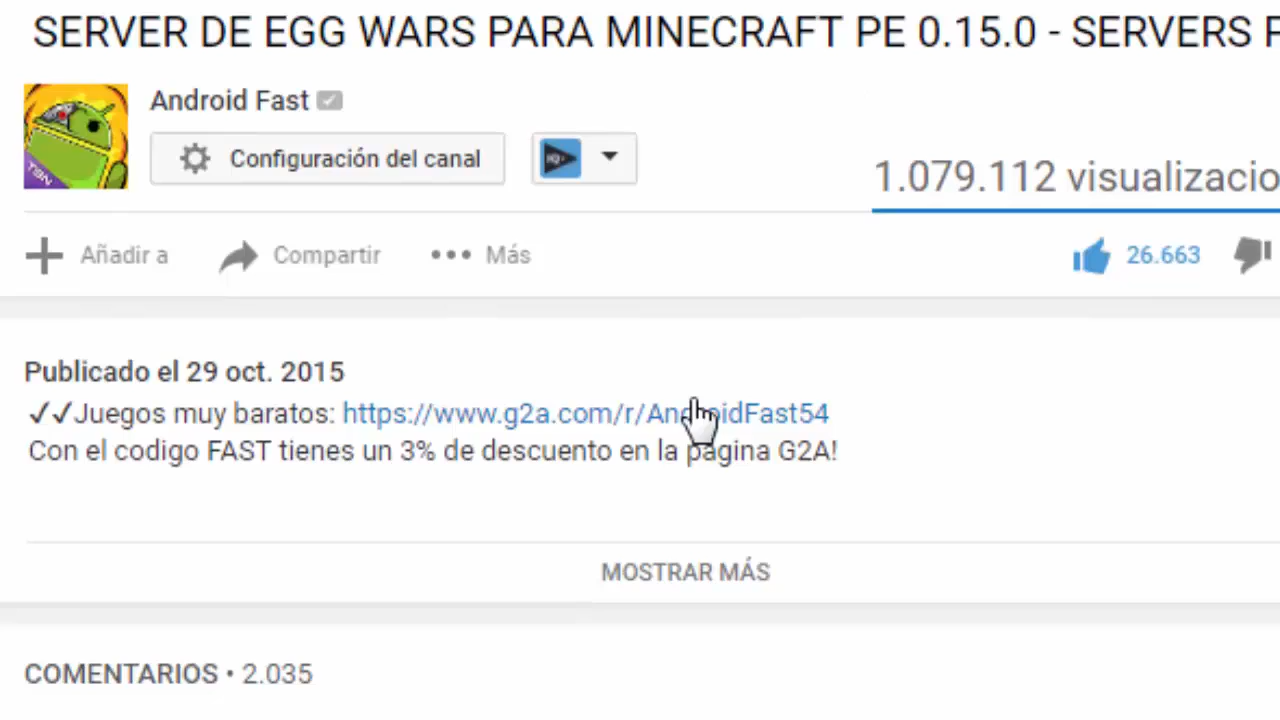 SERVER DE EGG WARS PARA MINECRAFT PE 0.15.0 - SERVERS P
Android Fast
Configuración del canal
HQ+
1.079.112 visualizacio
Añadir a
Compartir
Más
26.663
Publicado el 29 oct. 2015
✓✓Juegos muy baratos: https://www.g2a.com/r/AndroidFast54
Con el codigo FAST tienes un 3% de descuento en la página G2A!
MOSTRAR MÁS
COMENTARIOS • 2.035